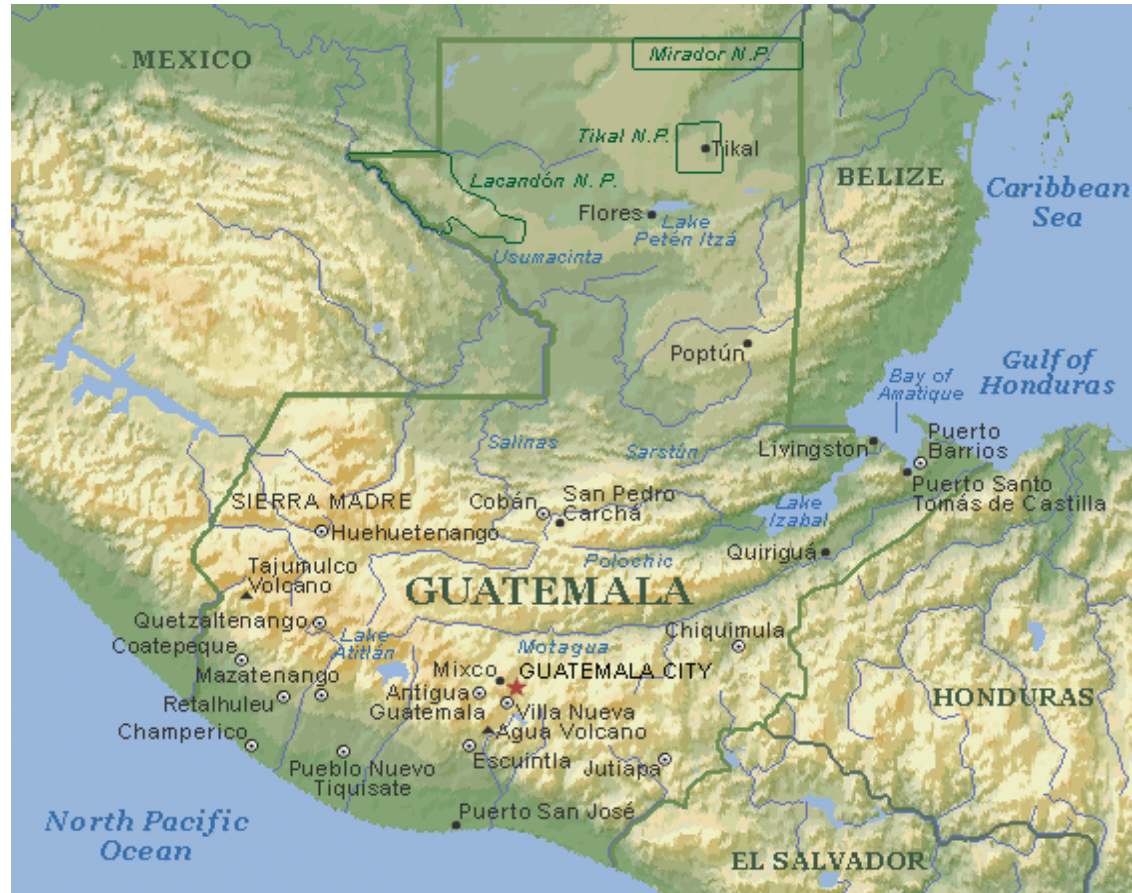 MEXICO
Mirador N.P.
Tikal N.P.
Tikal
BELIZE
Caribbean
Sea
Lacandón N. P.
Flores
Lake
Petén Itzá
Usumacinta
Poptún
Gulf of
Honduras
Bay of
Amatique
Salinas
Sarstún
Livingston
Puerto
Barrios
SIERRA MADRE
Cobán
San Pedro
Carchá
Lake
Izabal
Puerto Santo
Tomás de Castilla
Huehuetenango
Polochic
Quiriguá
Tajumulco
Volcano
GUATEMALA
Quetzaltenango
Lake
Atitlán
Motagua
Chiquimula
Coatepeque
Mazatenango
Mixco
GUATEMALA CITY
Retalhuleu
Antigua
Guatemala
Villa Nueva
HONDURAS
Champerico
Agua Volcano
Pueblo Nuevo
Tiquisate
Escuintla
Jutiapa
Puerto San José
North Pacific
Ocean
EL SALVADOR